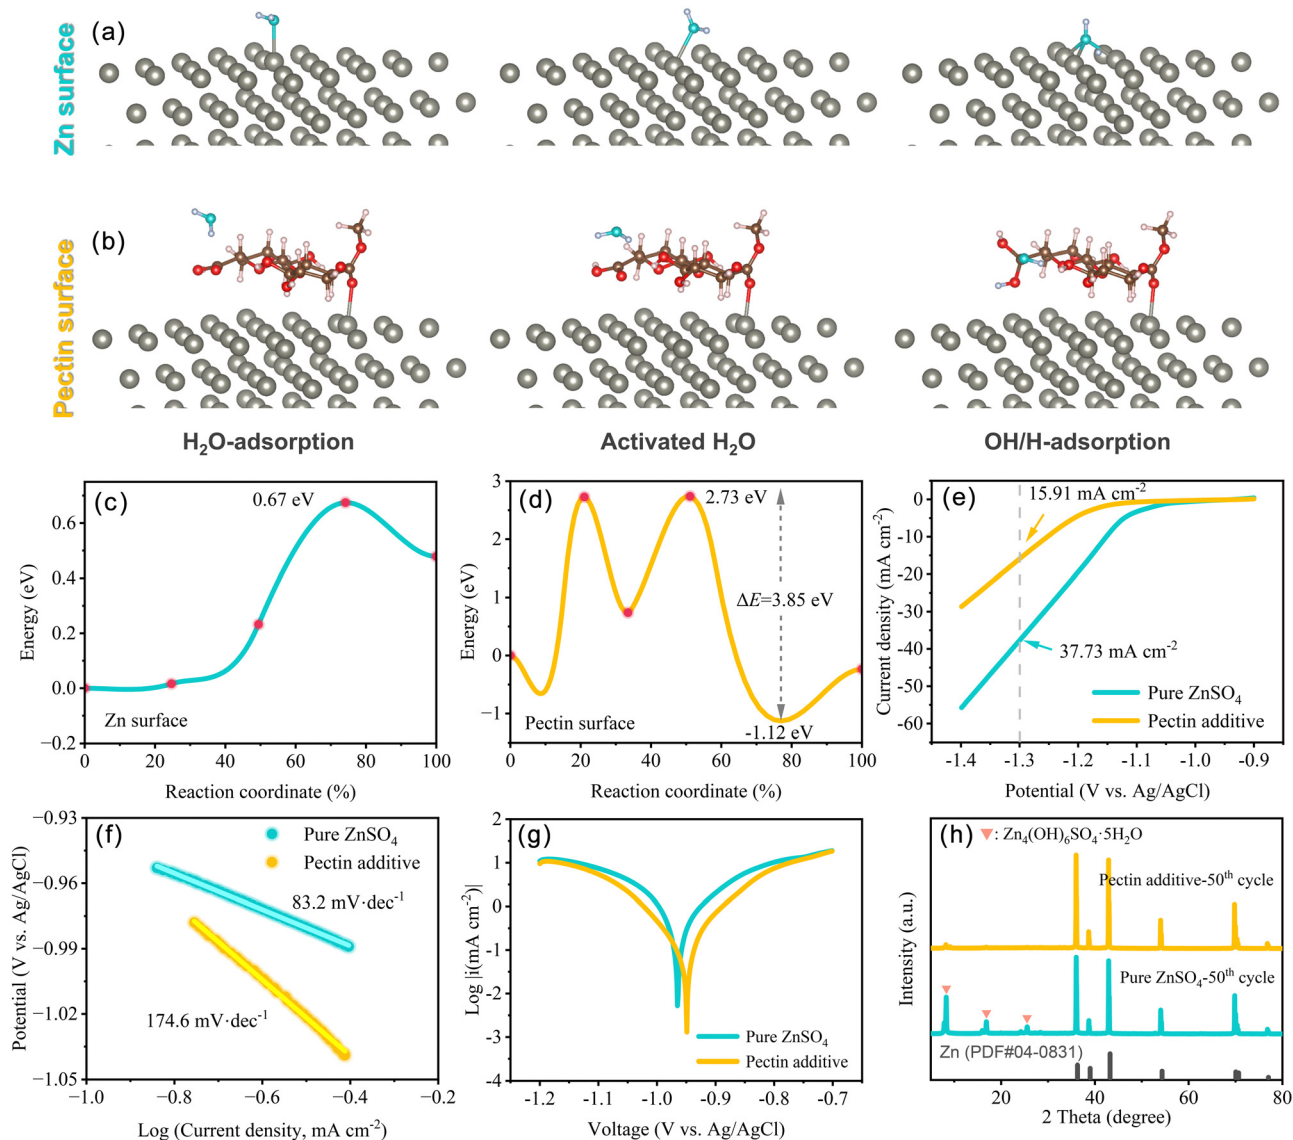 (a)
Zn surface
(b)
Pectin surface
H₂O-adsorption
Activated H₂O
OH/H-adsorption
(c)
0.67 eV
0.6
0.4
0.2
0.0
−0.2
Energy (eV)
Zn surface
0 20 40 60 80 100
Reaction coordinate (%)
(d)
2.73 eV
ΔE=3.85 eV
-1.12 eV
3
2
1
0
−1
Energy (eV)
Pectin surface
0 20 40 60 80 100
Reaction coordinate (%)
(e)
15.91 mA cm⁻²
37.73 mA cm⁻²
Pure ZnSO₄
Pectin additive
0
-10
-20
-30
-40
-50
-60
Current density (mA cm⁻²)
-1.4 -1.3 -1.2 -1.1 -1.0 -0.9
Potential (V vs. Ag/AgCl)
(f)
Pure ZnSO₄
Pectin additive
83.2 mV·dec⁻¹
174.6 mV·dec⁻¹
−0.93
−0.96
−0.99
−1.02
−1.05
Potential (V vs. Ag/AgCl)
−1.0 −0.8 −0.6 −0.4 −0.2
Log (Current density, mA cm⁻²)
(g)
2
1
0
-1
-2
-3
-4
Log |i(mA cm⁻²)|
Pure ZnSO₄
Pectin additive
-1.2 -1.1 -1.0 -0.9 -0.8 -0.7
Voltage (V vs. Ag/AgCl)
(h)
: Zn₄(OH)₆SO₄·5H₂O
Pectin additive-50ᵗʰ cycle
Pure ZnSO₄-50ᵗʰ cycle
Zn (PDF#04-0831)
Intensity (a.u.)
20 40 60 80
2 Theta (degree)